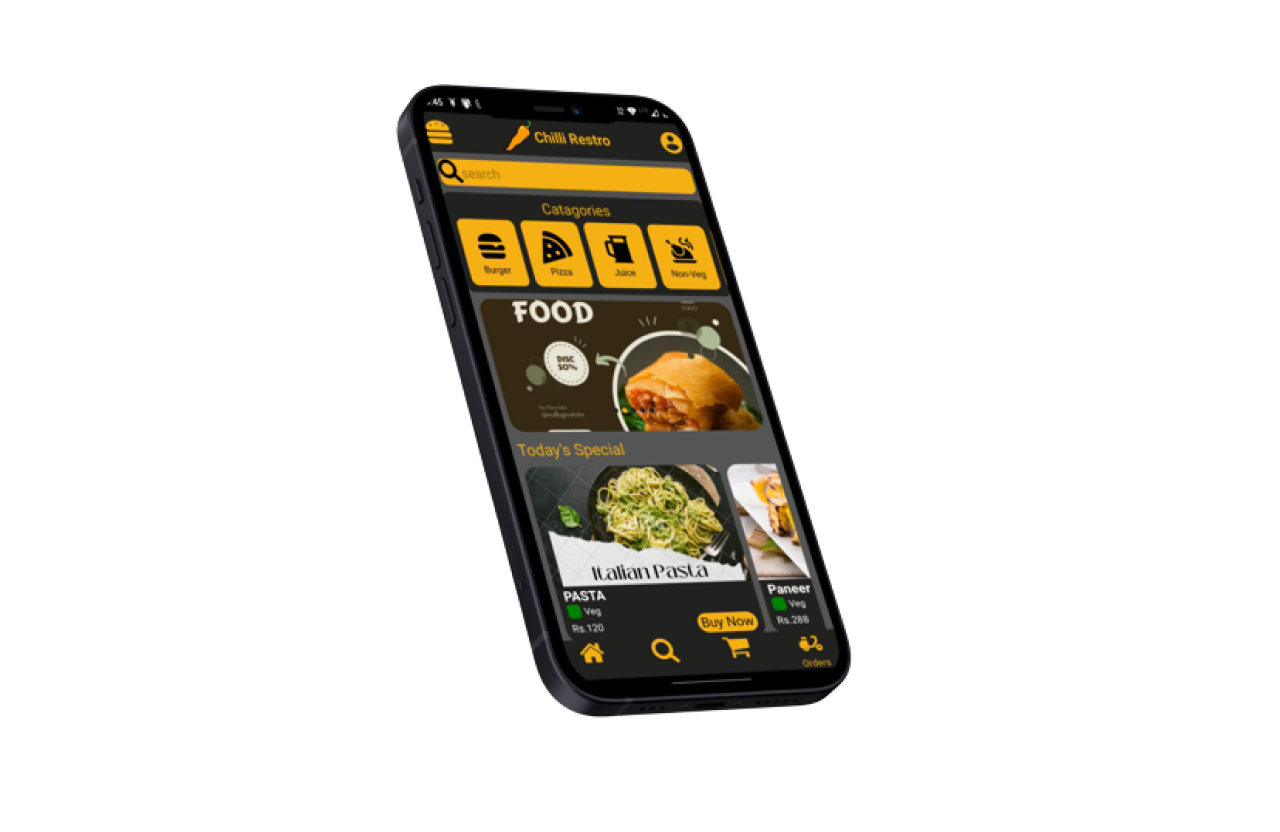 :45
Chilli Restro
search
Catagories
Burger
Pizza
Juice
Non-Veg
FOOD
DISC
50%
Today's Special
Italian Pasta
PASTA
Veg
Rs.120
Buy Now
Paneer
Veg
Rs.288
Orders